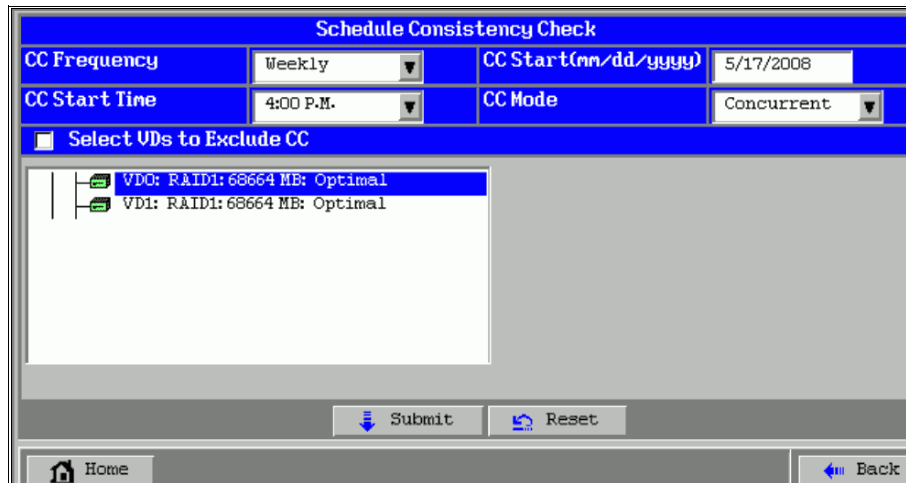 Schedule Consistency Check
CC Frequency Weekly CC Start(mm/dd/yyyy) 5/17/2008
CC Start Time 4:00 P.M. CC Mode Concurrent
Select VDs to Exclude CC
VD0: RAID1: 68664 MB: Optimal
VD1: RAID1: 68664 MB: Optimal
Submit Reset
Home Back